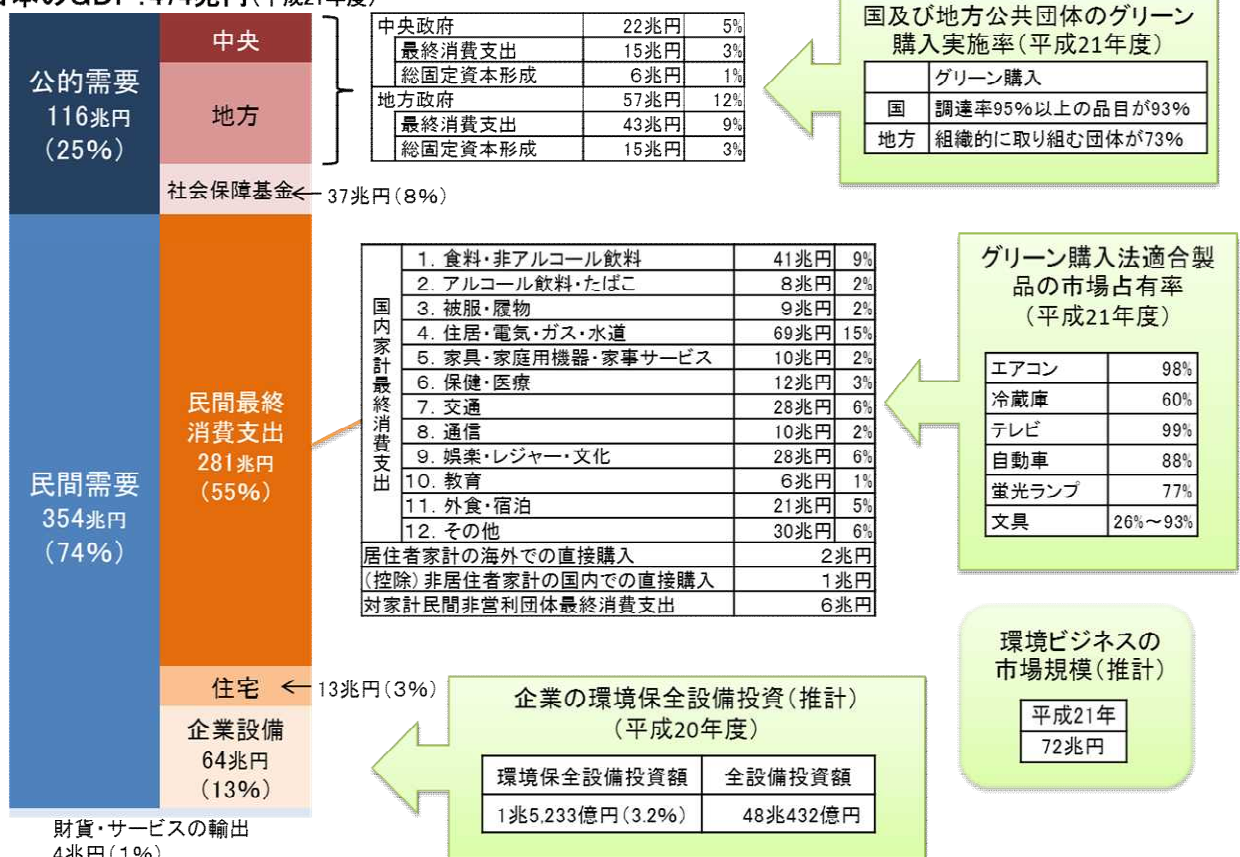 日本のGDP:474兆円(平成21年度)
公的需要
116兆円
(25%)
中央
地方
社会保障基金
37兆円(8%)
中央政府 22兆円 5%
最終消費支出 15兆円 3%
総固定資本形成 6兆円 1%
地方政府 57兆円 12%
最終消費支出 43兆円 9%
総固定資本形成 15兆円 3%
国及び地方公共団体のグリーン
購入実施率(平成21年度)
グリーン購入
国 調達率95%以上の品目が93%
地方 組織的に取り組む団体が73%
民間需要
354兆円
(74%)
民間最終
消費支出
281兆円
(55%)
国内家計最終消費支出
1. 食料・非アルコール飲料 41兆円 9%
2. アルコール飲料・たばこ 8兆円 2%
3. 被服・履物 9兆円 2%
4. 住居・電気・ガス・水道 69兆円 15%
5. 家具・家庭用機器・家事サービス 10兆円 2%
6. 保健・医療 12兆円 3%
7. 交通 28兆円 6%
8. 通信 10兆円 2%
9. 娯楽・レジャー・文化 28兆円 6%
10. 教育 6兆円 1%
11. 外食・宿泊 21兆円 5%
12. その他 30兆円 6%
居住者家計の海外での直接購入 2兆円
(控除)非居住者家計の国内での直接購入 1兆円
対家計民間非営利団体最終消費支出 6兆円
グリーン購入法適合製
品の市場占有率
(平成21年度)
エアコン 98%
冷蔵庫 60%
テレビ 99%
自動車 88%
蛍光ランプ 77%
文具 26%~93%
住宅
13兆円(3%)
企業設備
64兆円
(13%)
企業の環境保全設備投資(推計)
(平成20年度)
環境保全設備投資額 全設備投資額
1兆5,233億円(3.2%) 48兆432億円
環境ビジネスの
市場規模(推計)
平成21年
72兆円
財貨・サービスの輸出
4兆円(1%)